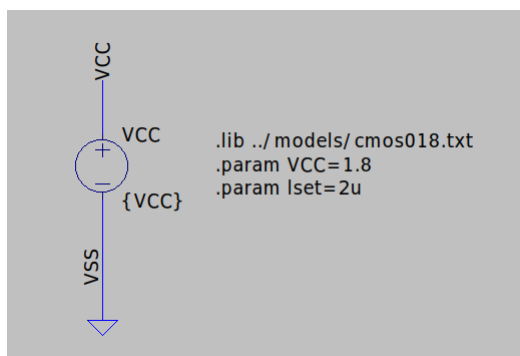 VCC
VCC
{VCC}
VSS
.lib ../models/cmos018.txt
.param VCC=1.8
.param Iset=2u